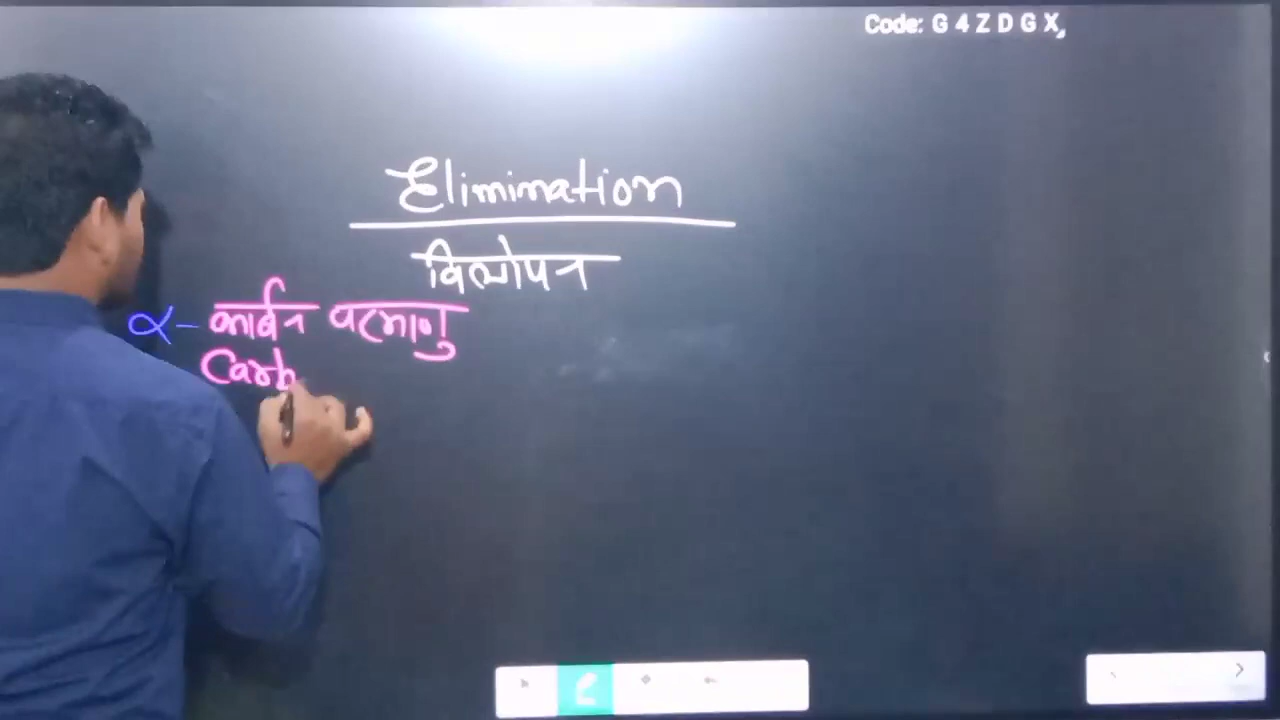 Code: G 4 Z D G X,
Elimination
विलोपन
α- कार्बन परमाणु
Carb